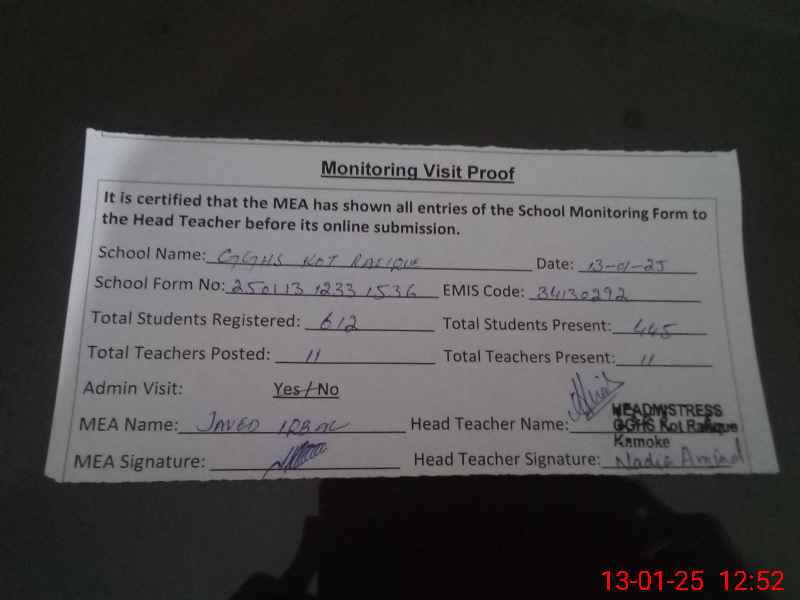 Monitoring Visit Proof
It is certified that the MEA has shown all entries of the School Monitoring Form to
the Head Teacher before its online submission.
School Name: GGHS KOT RAFIQUE Date: 13-01-25
School Form No: 250113 1233 1536 EMIS Code: 34130292
Total Students Registered: 612 Total Students Present: 445
Total Teachers Posted: 11 Total Teachers Present: 11
Admin Visit: Yes/No
MEA Name: JAVED IQBAL Head Teacher Name: HEADMISTRESS
GGHS Kot Rafique
Kamoke
MEA Signature: Head Teacher Signature: Nadia Amjad
13-01-25 12:52